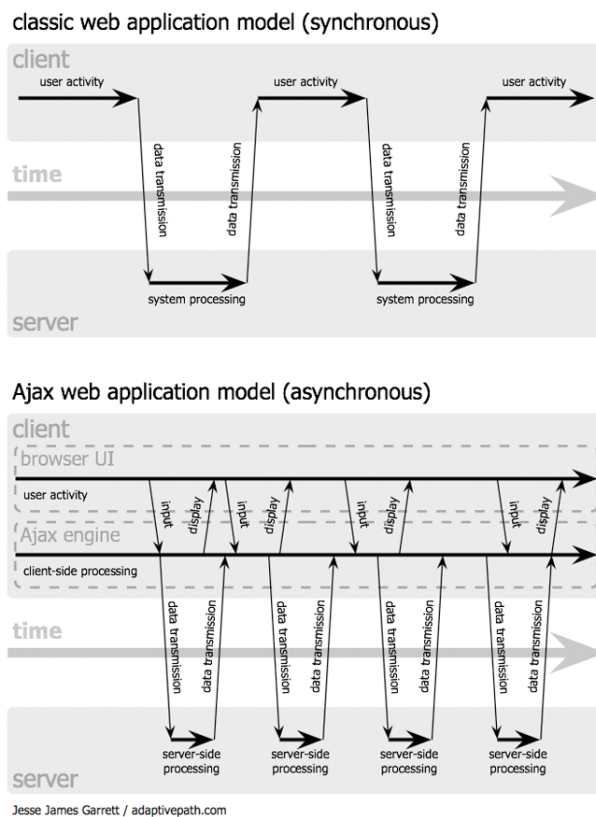 classic web application model (synchronous)
client
user activity
user activity
user activity
data transmission
data transmission
data transmission
data transmission
time
system processing
system processing
server
Ajax web application model (asynchronous)
client
browser UI
user activity
input
display
input
display
input
display
input
display
Ajax engine
client-side processing
data transmission
data transmission
data transmission
data transmission
data transmission
data transmission
data transmission
data transmission
time
server-side
processing
server-side
processing
server-side
processing
server-side
processing
server
Jesse James Garrett / adaptivepath.com